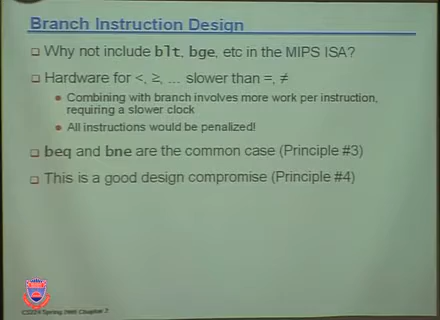 Branch Instruction Design
Why not include blt, bge, etc in the MIPS ISA?
Hardware for <, ≥, ... slower than =, ≠
Combining with branch involves more work per instruction,
requiring a slower clock
All instructions would be penalized!
beq and bne are the common case (Principle #3)
This is a good design compromise (Principle #4)
Spring Chapter 2